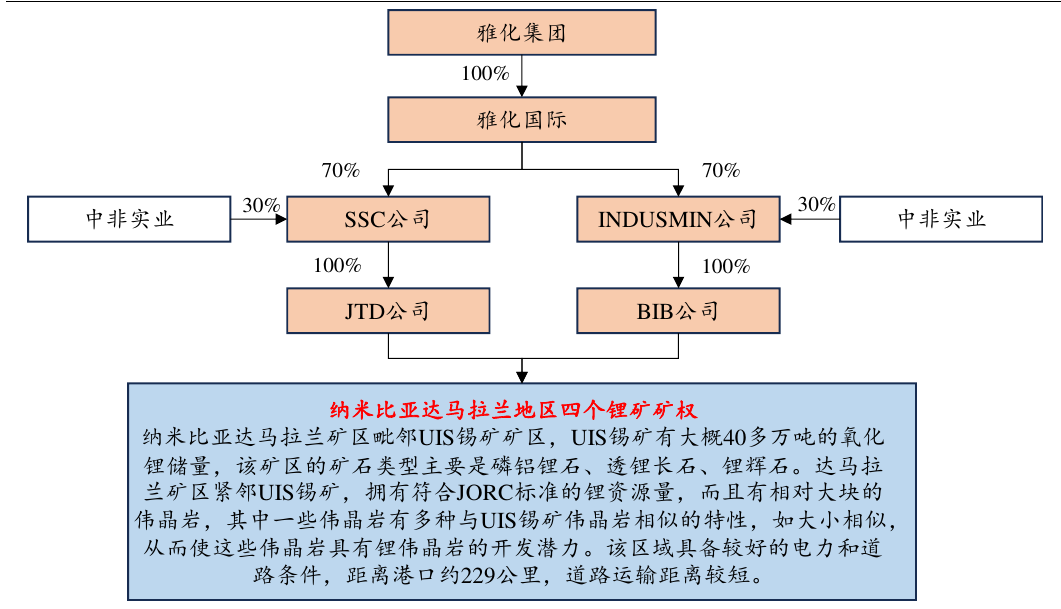 雅化集团
100%
雅化国际
70%
70%
中非实业
30%
SSC公司
INDUSMIN公司
30%
中非实业
100%
100%
JTD公司
BIB公司
纳米比亚达马拉兰地区四个锂矿矿权
纳米比亚达马拉兰矿区毗邻UIS锡矿矿区，UIS锡矿有大概40多万吨的氧化
锂储量，该矿区的矿石类型主要是磷铝锂石、透锂长石、锂辉石。达马拉
兰矿区紧邻UIS锡矿，拥有符合JORC标准的锂资源量，而且有相对大块的
伟晶岩，其中一些伟晶岩有多种与UIS锡矿伟晶岩相似的特性，如大小相似，
从而使这些伟晶岩具有锂伟晶岩的开发潜力。该区域具备较好的电力和道
路条件，距离港口约229公里，道路运输距离较短。